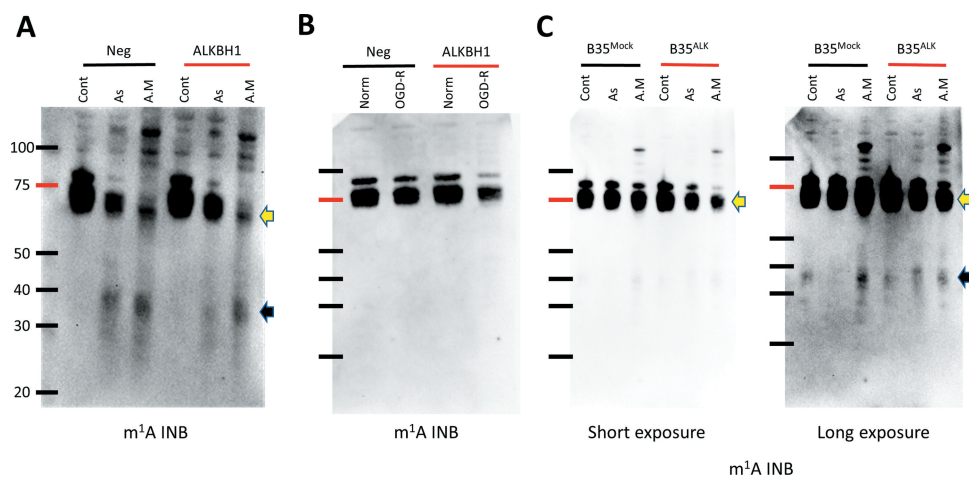 A
Neg
ALKBH1
Cont
As
A.M
Cont
As
A.M
100
75
50
40
30
20
m¹A INB
B
Neg
ALKBH1
Norm
OGD-R
Norm
OGD-R
m¹A INB
C
B35ᴹᵒᶜᵏ
B35ᴬᴸᴷ
Cont
As
A.M
Cont
As
A.M
Short exposure
B35ᴹᵒᶜᵏ
B35ᴬᴸᴷ
Cont
As
A.M
Cont
As
A.M
Long exposure
m¹A INB